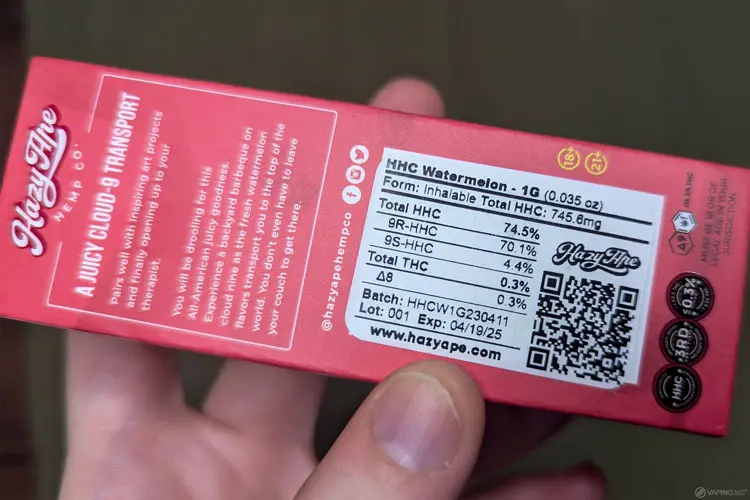 Hazy Ape
HEMP CO.
A JUICY CLOUD-9 TRANSPORT
Pairs well with inspiring art projects
and finally opening up to your
therapist.
You will be drooling for this
All-American juicy goodness.
Experience a backyard barbeque on
cloud nine as the fresh watermelon
flavors transport you to the top of the
world. You don't even have to leave
your couch to get there.
@hazyapehempco
HHC Watermelon - 1G (0.035 oz)
Form: Inhalable Total HHC: 745.6mg
Total HHC 74.5%
9R-HHC 70.1%
9S-HHC 4.4%
Total THC 0.3%
Δ8 0.3%
Batch: HHCW1G230411
Lot: 001 Exp: 04/19/25
www.hazyape.com
Hazy Ape
18+
21+
Δ9
MUST BE 18 OR 21
LEGAL AGE IN YOUR
JURISDICTION.
0.3%
3RD
HHC
VAPING360